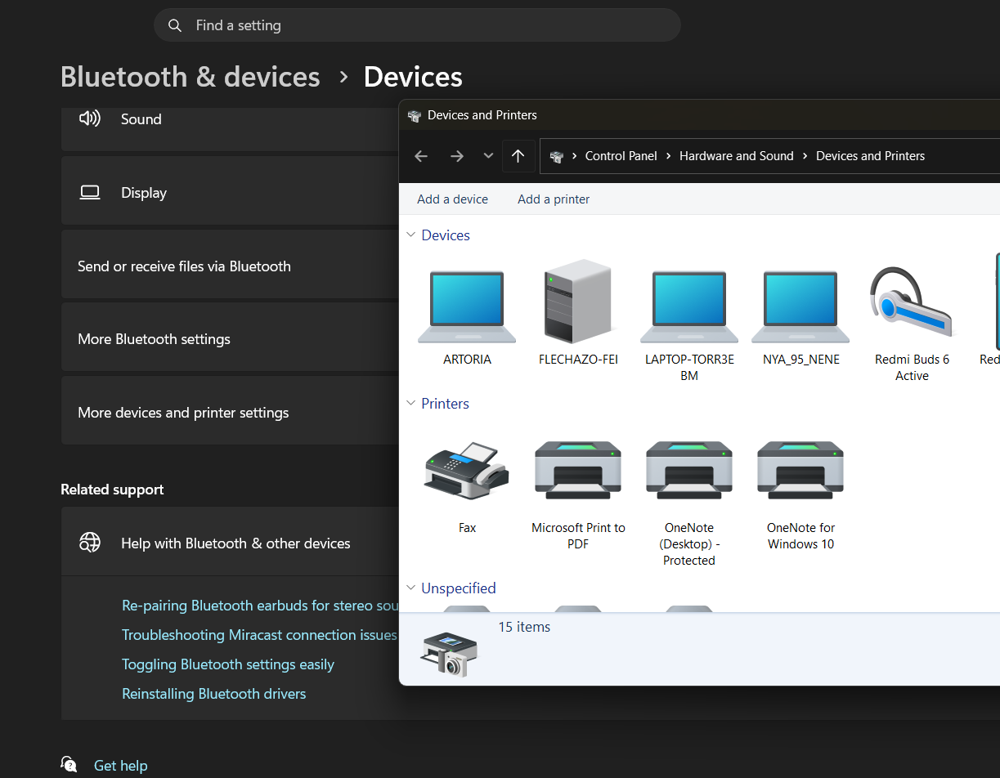 Find a setting
Bluetooth & devices > Devices
Sound
Display
Send or receive files via Bluetooth
More Bluetooth settings
More devices and printer settings
Related support
Help with Bluetooth & other devices
Re-pairing Bluetooth earbuds for stereo sou
Troubleshooting Miracast connection issues
Toggling Bluetooth settings easily
Reinstalling Bluetooth drivers
Get help
Devices and Printers
Control Panel > Hardware and Sound > Devices and Printers
Add a device
Add a printer
Devices
ARTORIA
FLECHAZO-FEI
LAPTOP-TORR3E
BM
NYA_95_NENE
Redmi Buds 6
Active
Red
Printers
Fax
Microsoft Print to
PDF
OneNote
(Desktop) -
Protected
OneNote for
Windows 10
Unspecified
15 items